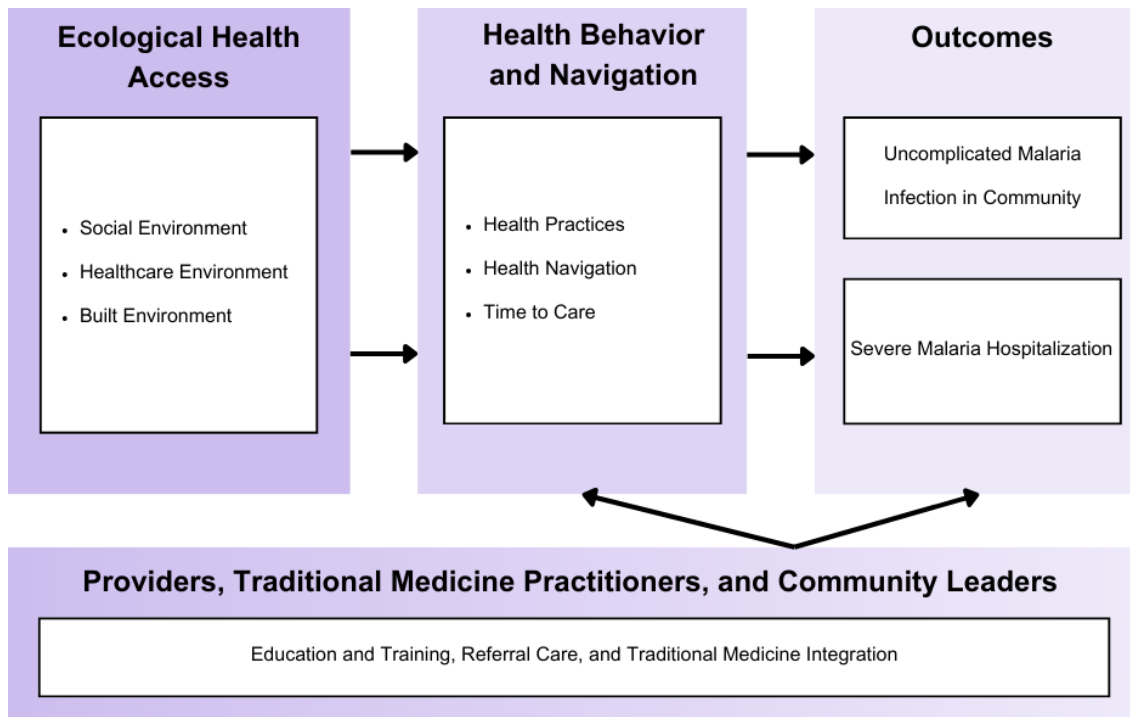 Ecological Health
Access
• Social Environment
• Healthcare Environment
• Built Environment
Health Behavior
and Navigation
• Health Practices
• Health Navigation
• Time to Care
Outcomes
Uncomplicated Malaria
Infection in Community
Severe Malaria Hospitalization
Providers, Traditional Medicine Practitioners, and Community Leaders
Education and Training, Referral Care, and Traditional Medicine Integration